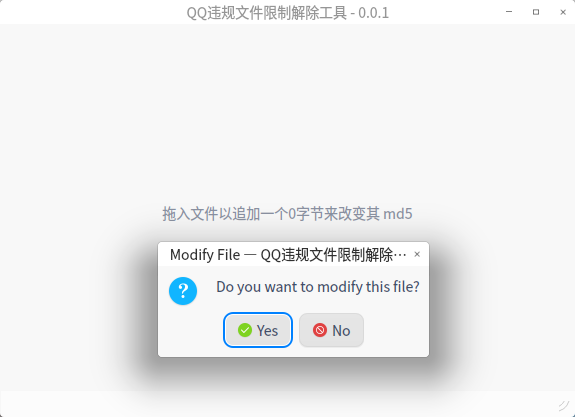 QQ违规文件限制解除工具 - 0.0.1
拖入文件以追加一个0字节来改变其 md5
Modify File — QQ违规文件限制解除…
Do you want to modify this file?
Yes
No